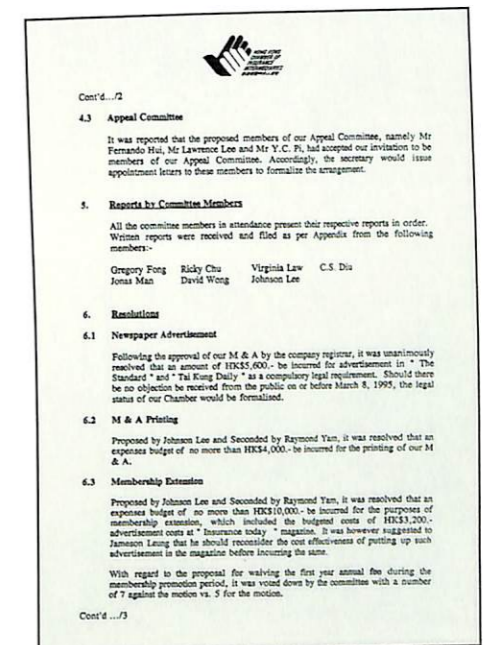 HONG KONG
CHAMBER OF
INSURANCE
INTERMEDIARIES
Cont'd.../2
4.3 Appeal Committee
It was reported that the proposed members of our Appeal Committee, namely Mr
Fernando Hui, Mr Lawrence Lee and Mr Y.C. Pi, had accepted our invitation to be
members of our Appeal Committee. Accordingly, the secretary would issue
appointment letters to these members to formalize the arrangement.
5. Reports by Committee Members
All the committee members in attendance present their respective reports in order.
Written reports were received and filed as per Appendix from the following
members:-
Gregory Fong Ricky Chu Virginia Law C.S. Diu
Jonas Man David Wong Johnson Lee
6. Resolutions
6.1 Newspaper Advertisement
Following the approval of our M & A by the company registrar, it was unanimously
resolved that an amount of HK$5,600.- be incurred for advertisement in " The
Standard " and " Tai Kung Daily " as a compulsory legal requirement. Should there
be no objection be received from the public on or before March 8, 1995, the legal
status of our Chamber would be formalised.
6.2 M & A Printing
Proposed by Johnson Lee and Seconded by Raymond Yam, it was resolved that an
expenses budget of no more than HK$4,000.- be incurred for the printing of our M
& A.
6.3 Membership Extension
Proposed by Johnson Lee and Seconded by Raymond Yam, it was resolved that an
expenses budget of no more than HK$10,000.- be incurred for the purposes of
membership extension, which included the budgeted costs of HK$3,200.-
advertisement costs at " Insurance today " magazine. It was however suggested to
Jameson Leung that he should reconsider the cost effectiveness of putting up such
advertisement in the magazine before incurring the same.
With regard to the proposal for waiving the first year annual fee during the
membership promotion period, it was voted down by the committee with a number
of 7 against the motion vs. 5 for the motion.
Cont'd .../3